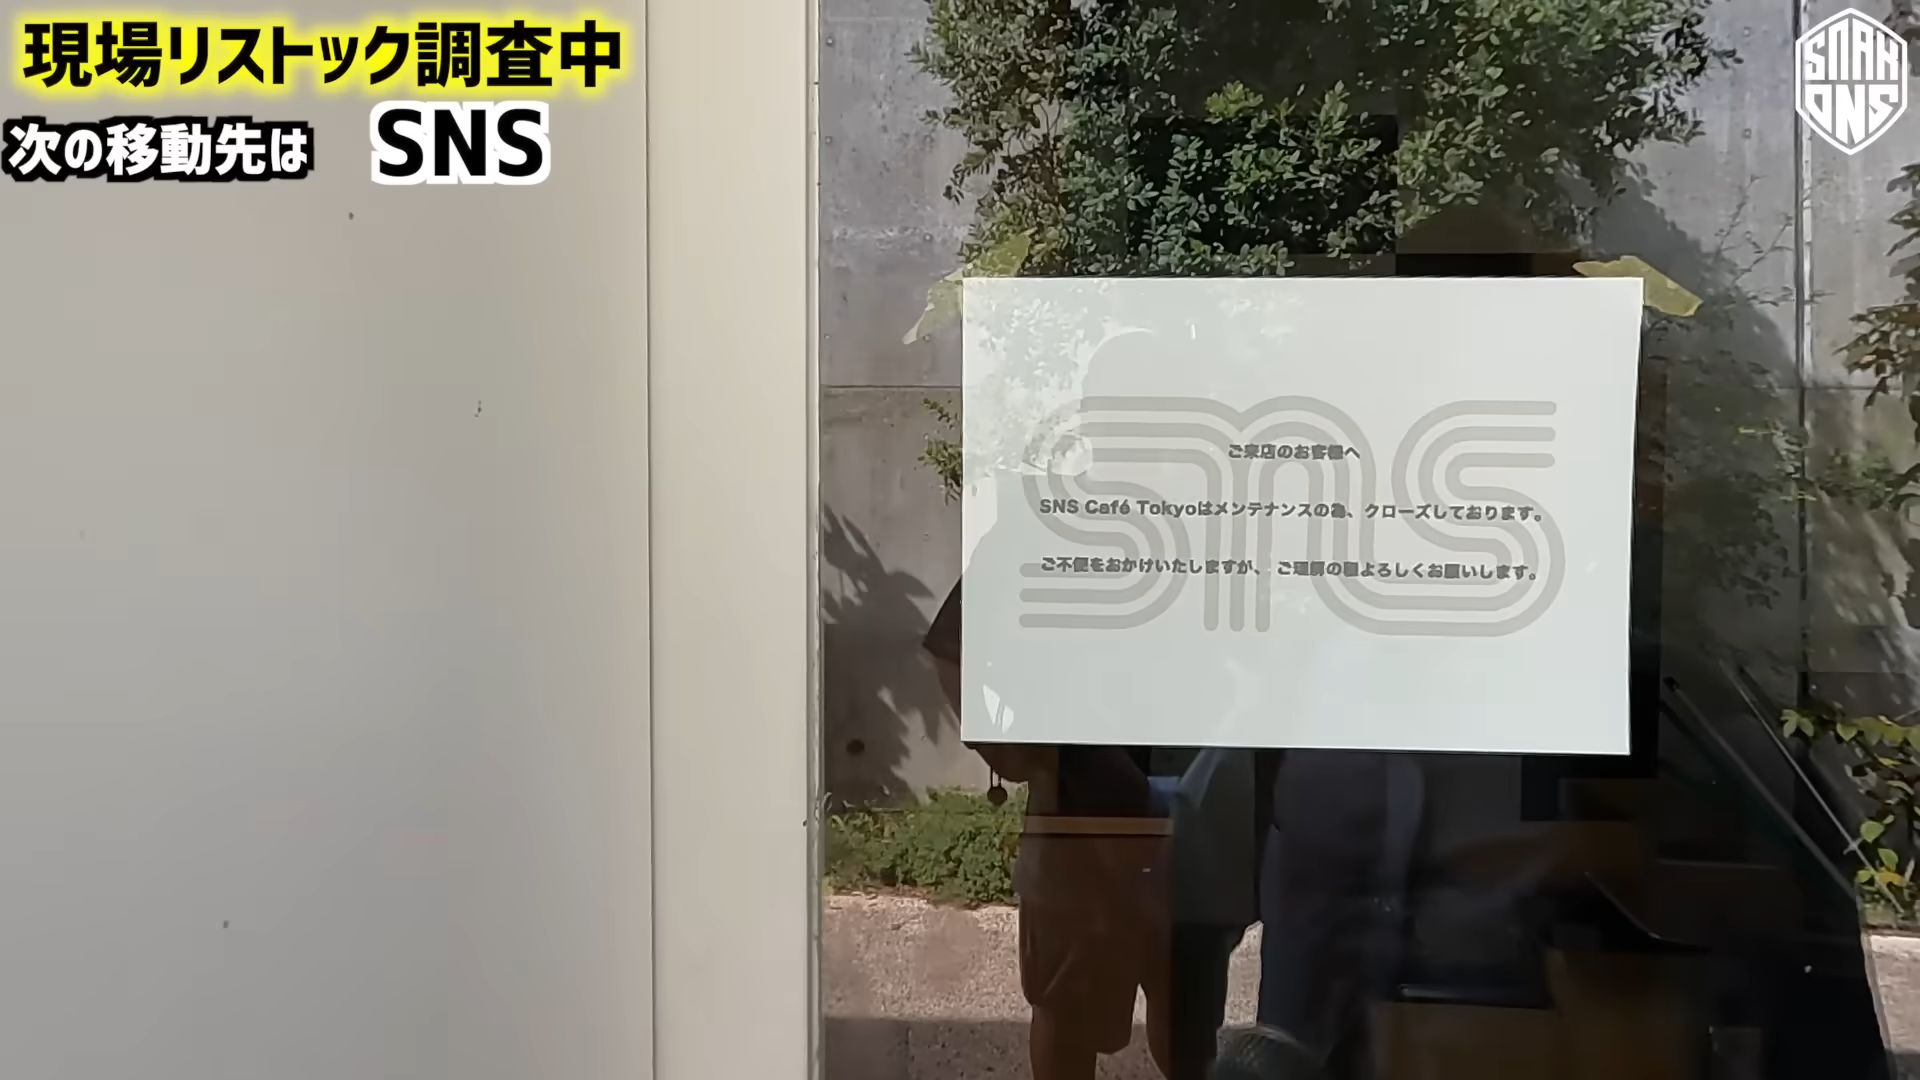 現場リストック調査中
次の移動先は SNS
SNAK
ONS
sns
ご来店のお客様へ
SNS Café Tokyoはメンテナンスの為、クローズしております。
ご不便をおかけいたしますが、ご理解の程よろしくお願いします。